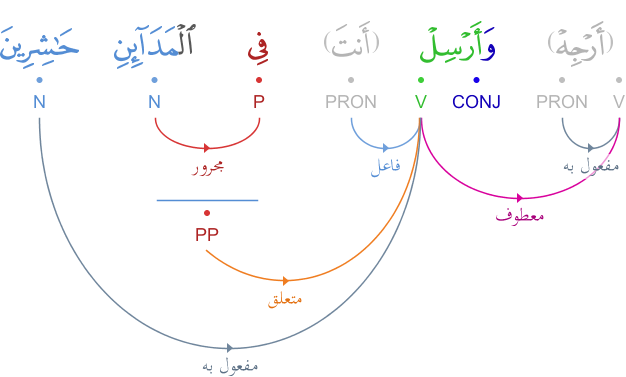 (أَرۡجِهۡ) وَأَرۡسِلۡ (أَنتَ) فِى ٱلۡمَدَآئِنِ حَـٰشِرِينَ
N N P PRON V CONJ PRON V
مفعول به فاعل مجرور
معطوف
PP
متعلق
مفعول به